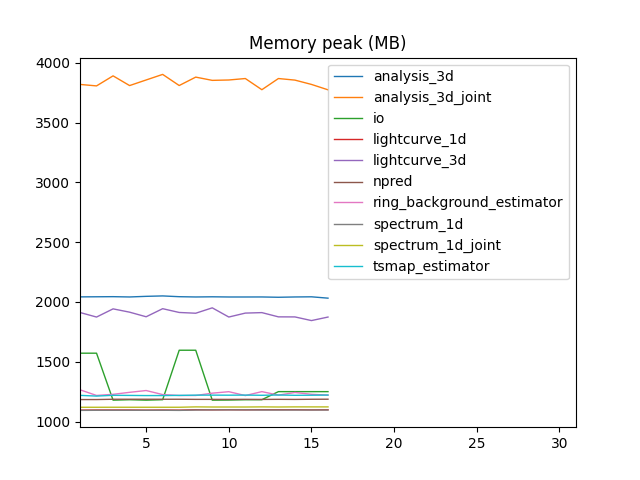 Memory peak (MB)
4000
3500
3000
2500
2000
1500
1000
analysis_3d
analysis_3d_joint
io
lightcurve_1d
lightcurve_3d
npred
ring_background_estimator
spectrum_1d
spectrum_1d_joint
tsmap_estimator
5 10 15 20 25 30